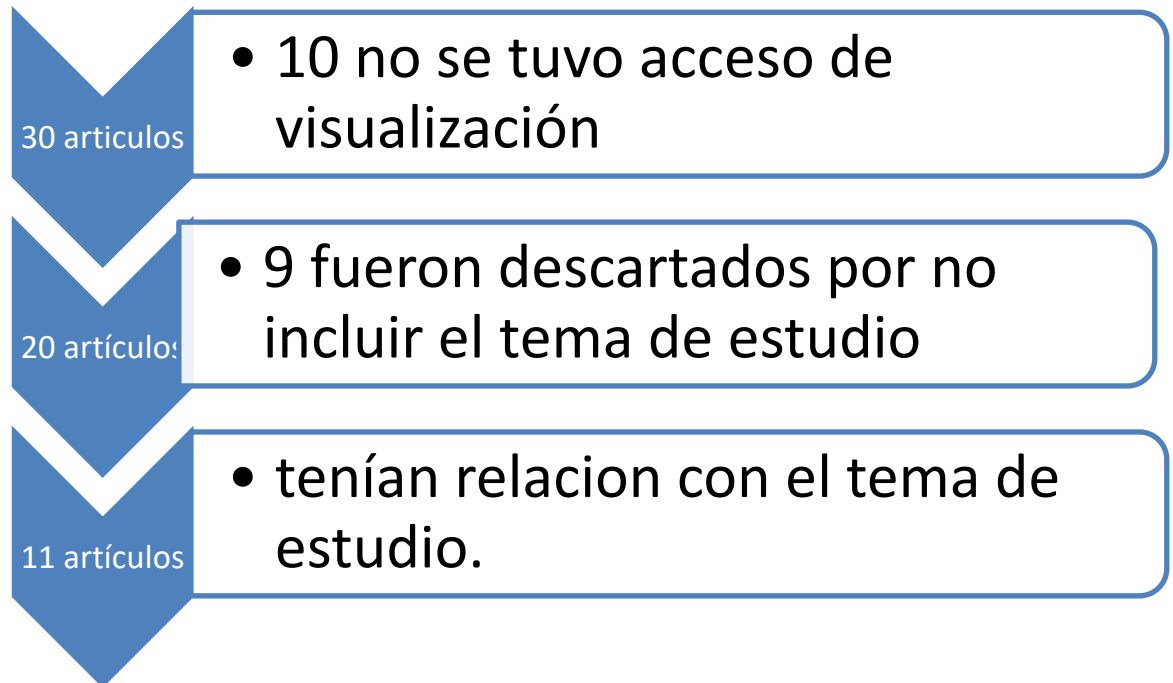 30 articulos
• 10 no se tuvo acceso de
visualización
20 artículos
• 9 fueron descartados por no
incluir el tema de estudio
11 artículos
• tenían relacion con el tema de
estudio.